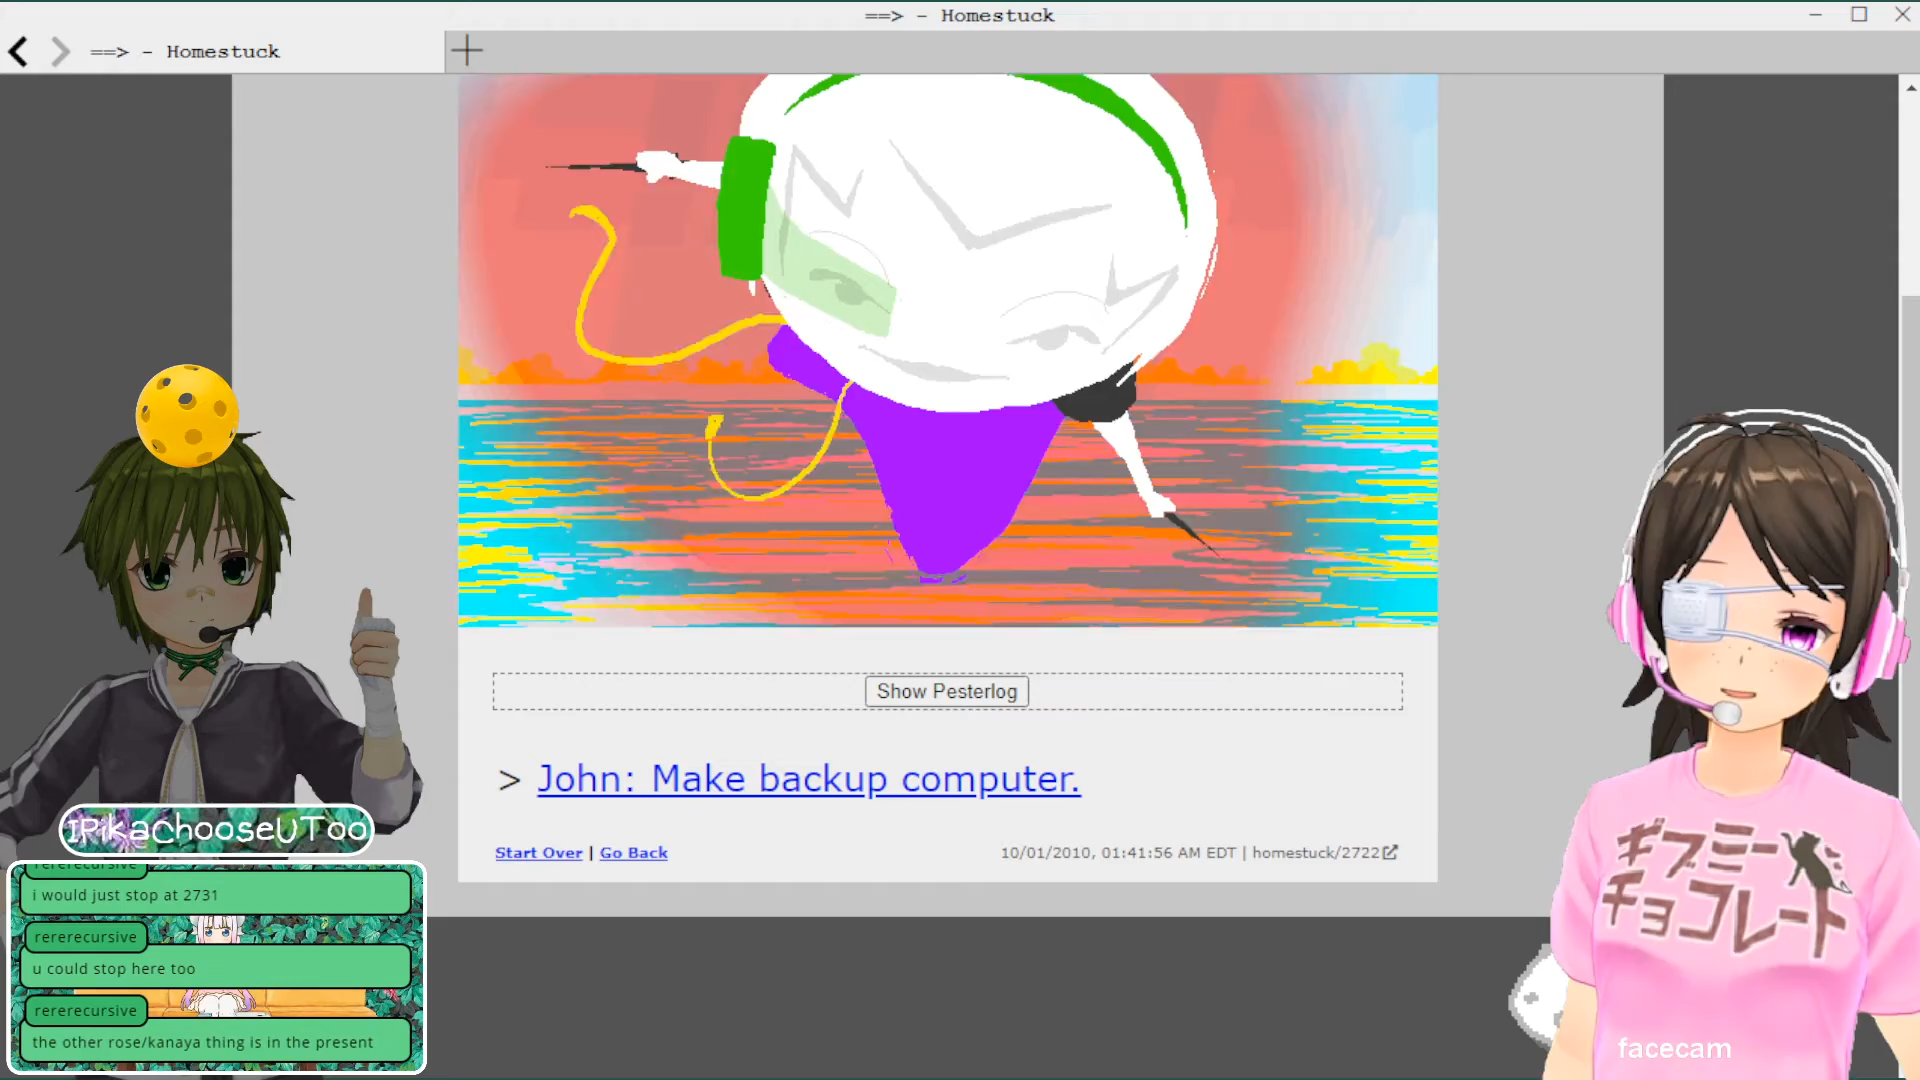 ==> - Homestuck
==> - Homestuck
Show Pesterlog
> John: Make backup computer.
Start Over | Go Back
10/01/2010, 01:41:56 AM EDT | homestuck/2722
IPikachooseUToo
rererecursive
i would just stop at 2731
rererecursive
u could stop here too
rererecursive
the other rose/kanaya thing is in the present
ギブミー
チョコレート
facecam